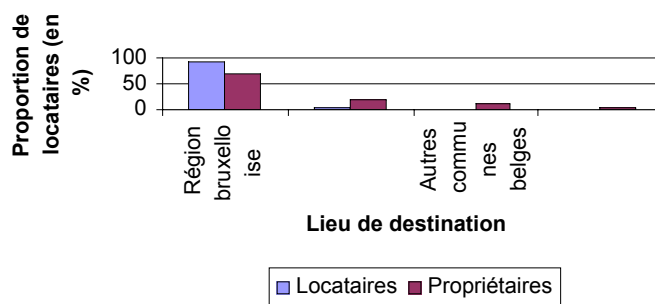 Proportion de
locataires (en
%)
100
50
0
Région
bruxello
ise
Autres
commu
nes
belges
Lieu de destination
Locataires
Propriétaires